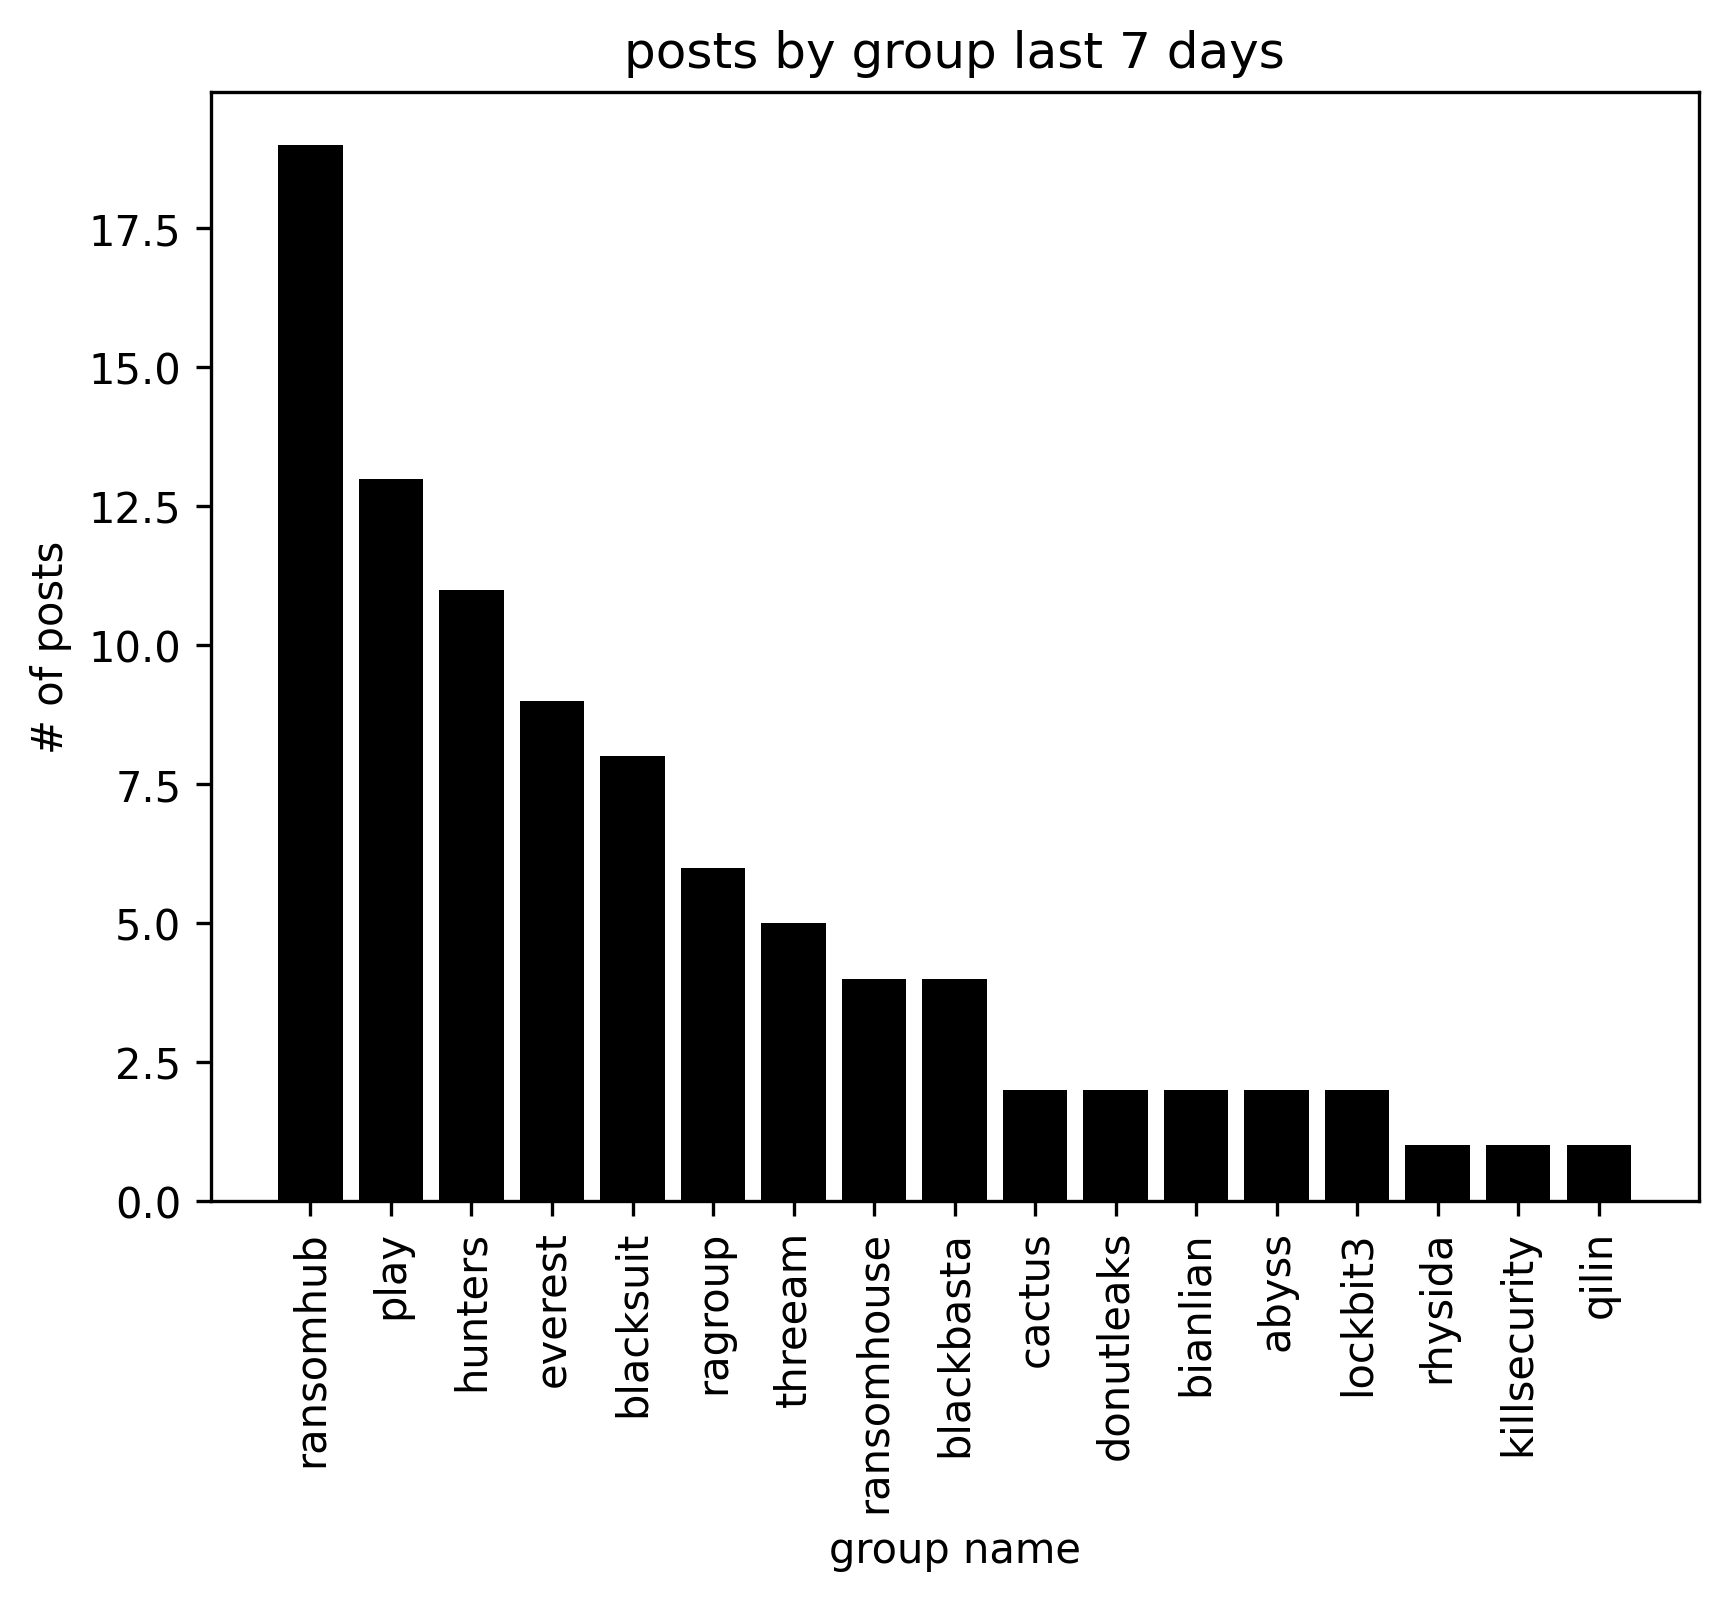 posts by group last 7 days
17.5
15.0
12.5
10.0
7.5
5.0
2.5
0.0
# of posts
ransomhub
play
hunters
everest
blacksuit
ragroup
threeam
ransomhouse
blackbasta
cactus
donutleaks
bianlian
abyss
lockbit3
rhysida
killsecurity
qilin
group name